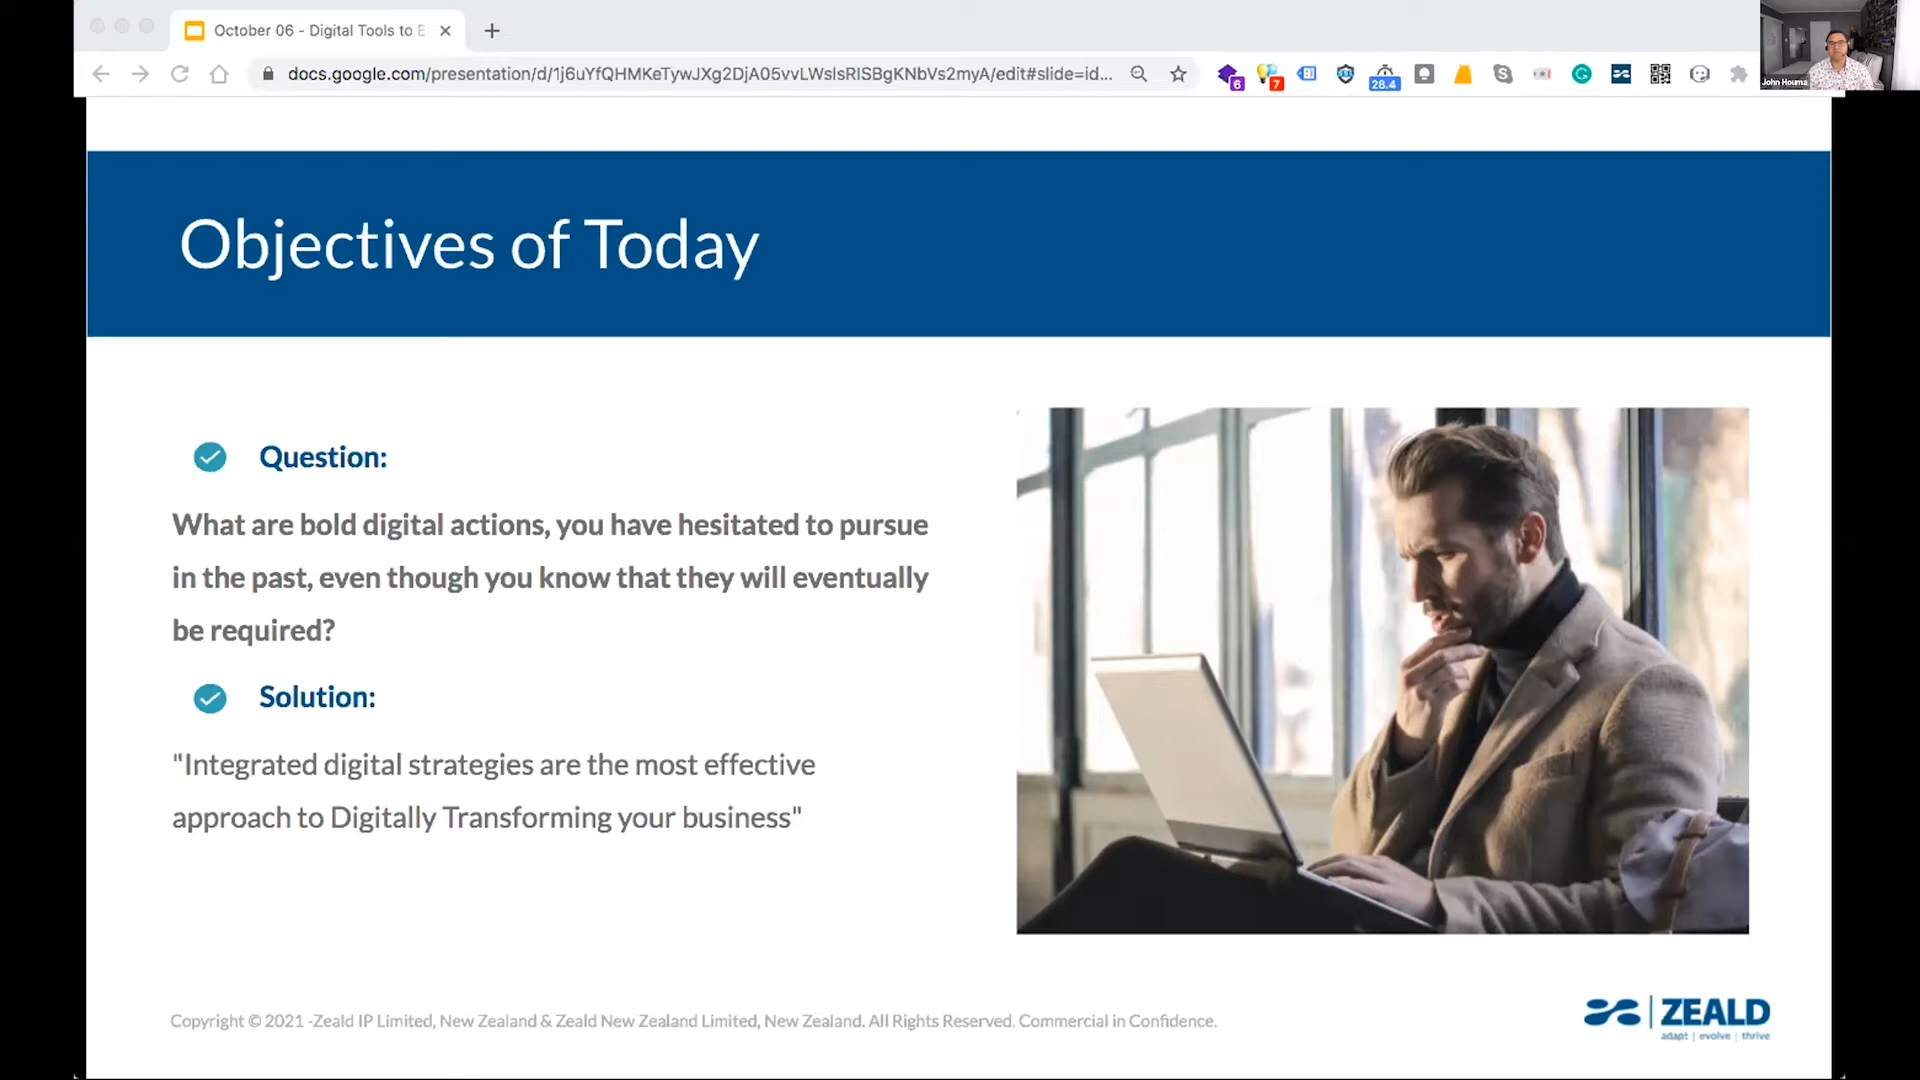 October 06 - Digital Tools to E
docs.google.com/presentation/d/1j6uYfQHMKeTywJXg2DjA05vvLWsIsRISBgKNbVs2myA/edit#slide=id...
6
7
28.4
John Houma
Objectives of Today
Question:
What are bold digital actions, you have hesitated to pursue
in the past, even though you know that they will eventually
be required?
Solution:
"Integrated digital strategies are the most effective
approach to Digitally Transforming your business"
Copyright © 2021 -Zeald IP Limited, New Zealand & Zeald New Zealand Limited, New Zealand. All Rights Reserved. Commercial in Confidence.
ZEALD
adapt | evolve | thrive